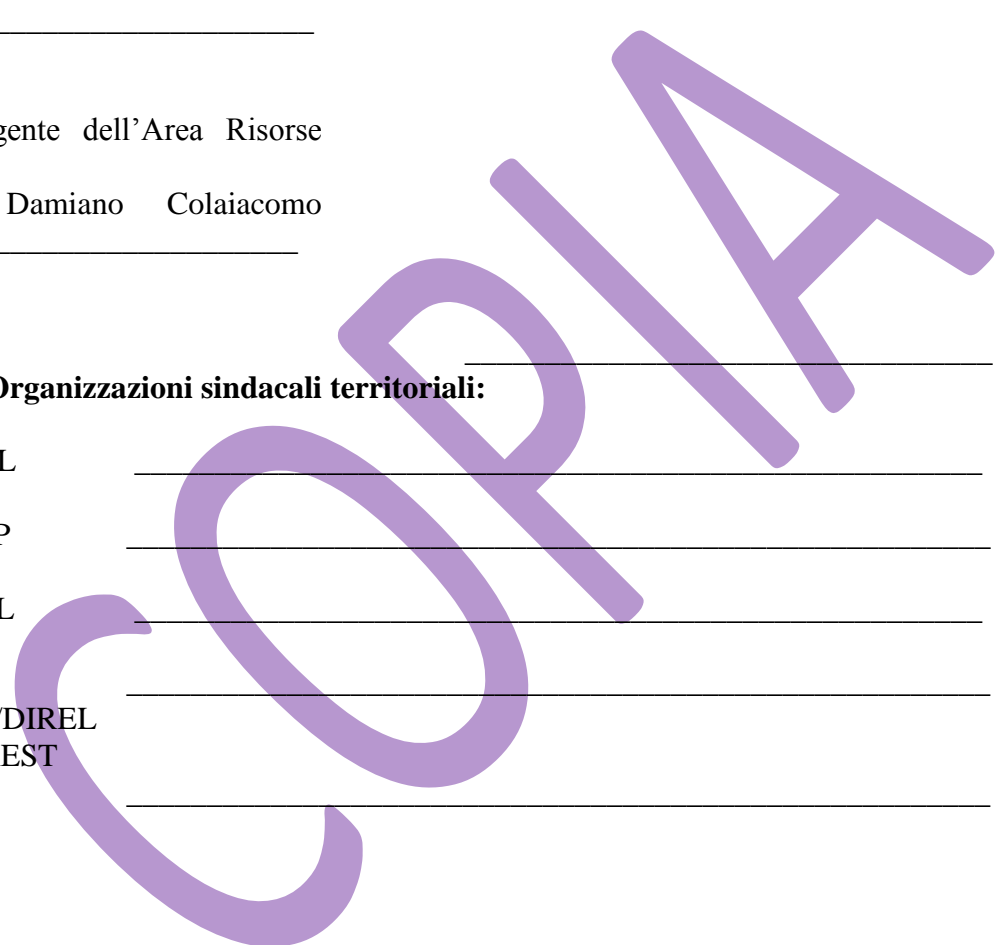 gente dell’Area Risorse
Damiano Colaiacomo
Organizzazioni sindacali territoriali:
L
P
L
/DIREL
EST
COPIA